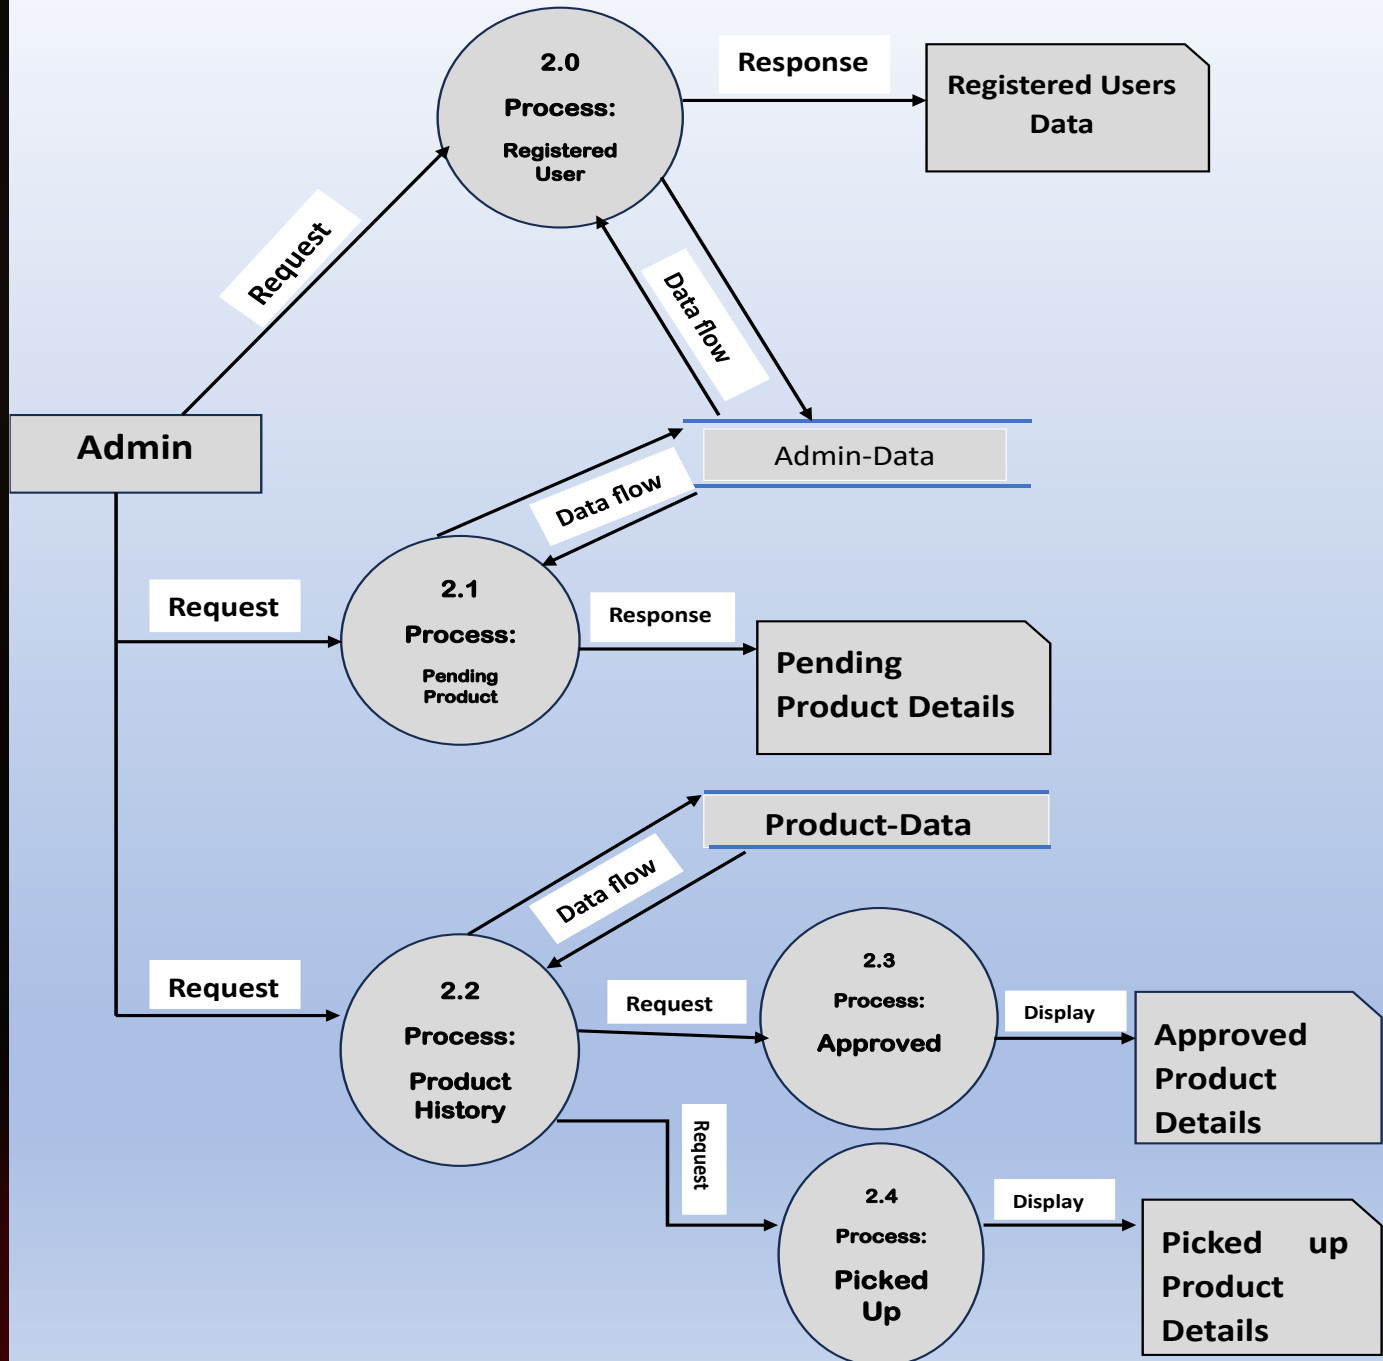 2.0
Process:
Registered
User
Response
Registered Users
Data
Request
Data flow
Admin
Admin-Data
Data flow
2.1
Process:
Pending
Product
Request
Response
Pending
Product Details
Product-Data
Data flow
Request
2.2
Process:
Product
History
Request
2.3
Process:
Approved
Display
Approved
Product
Details
Request
2.4
Process:
Picked
Up
Display
Picked up
Product
Details